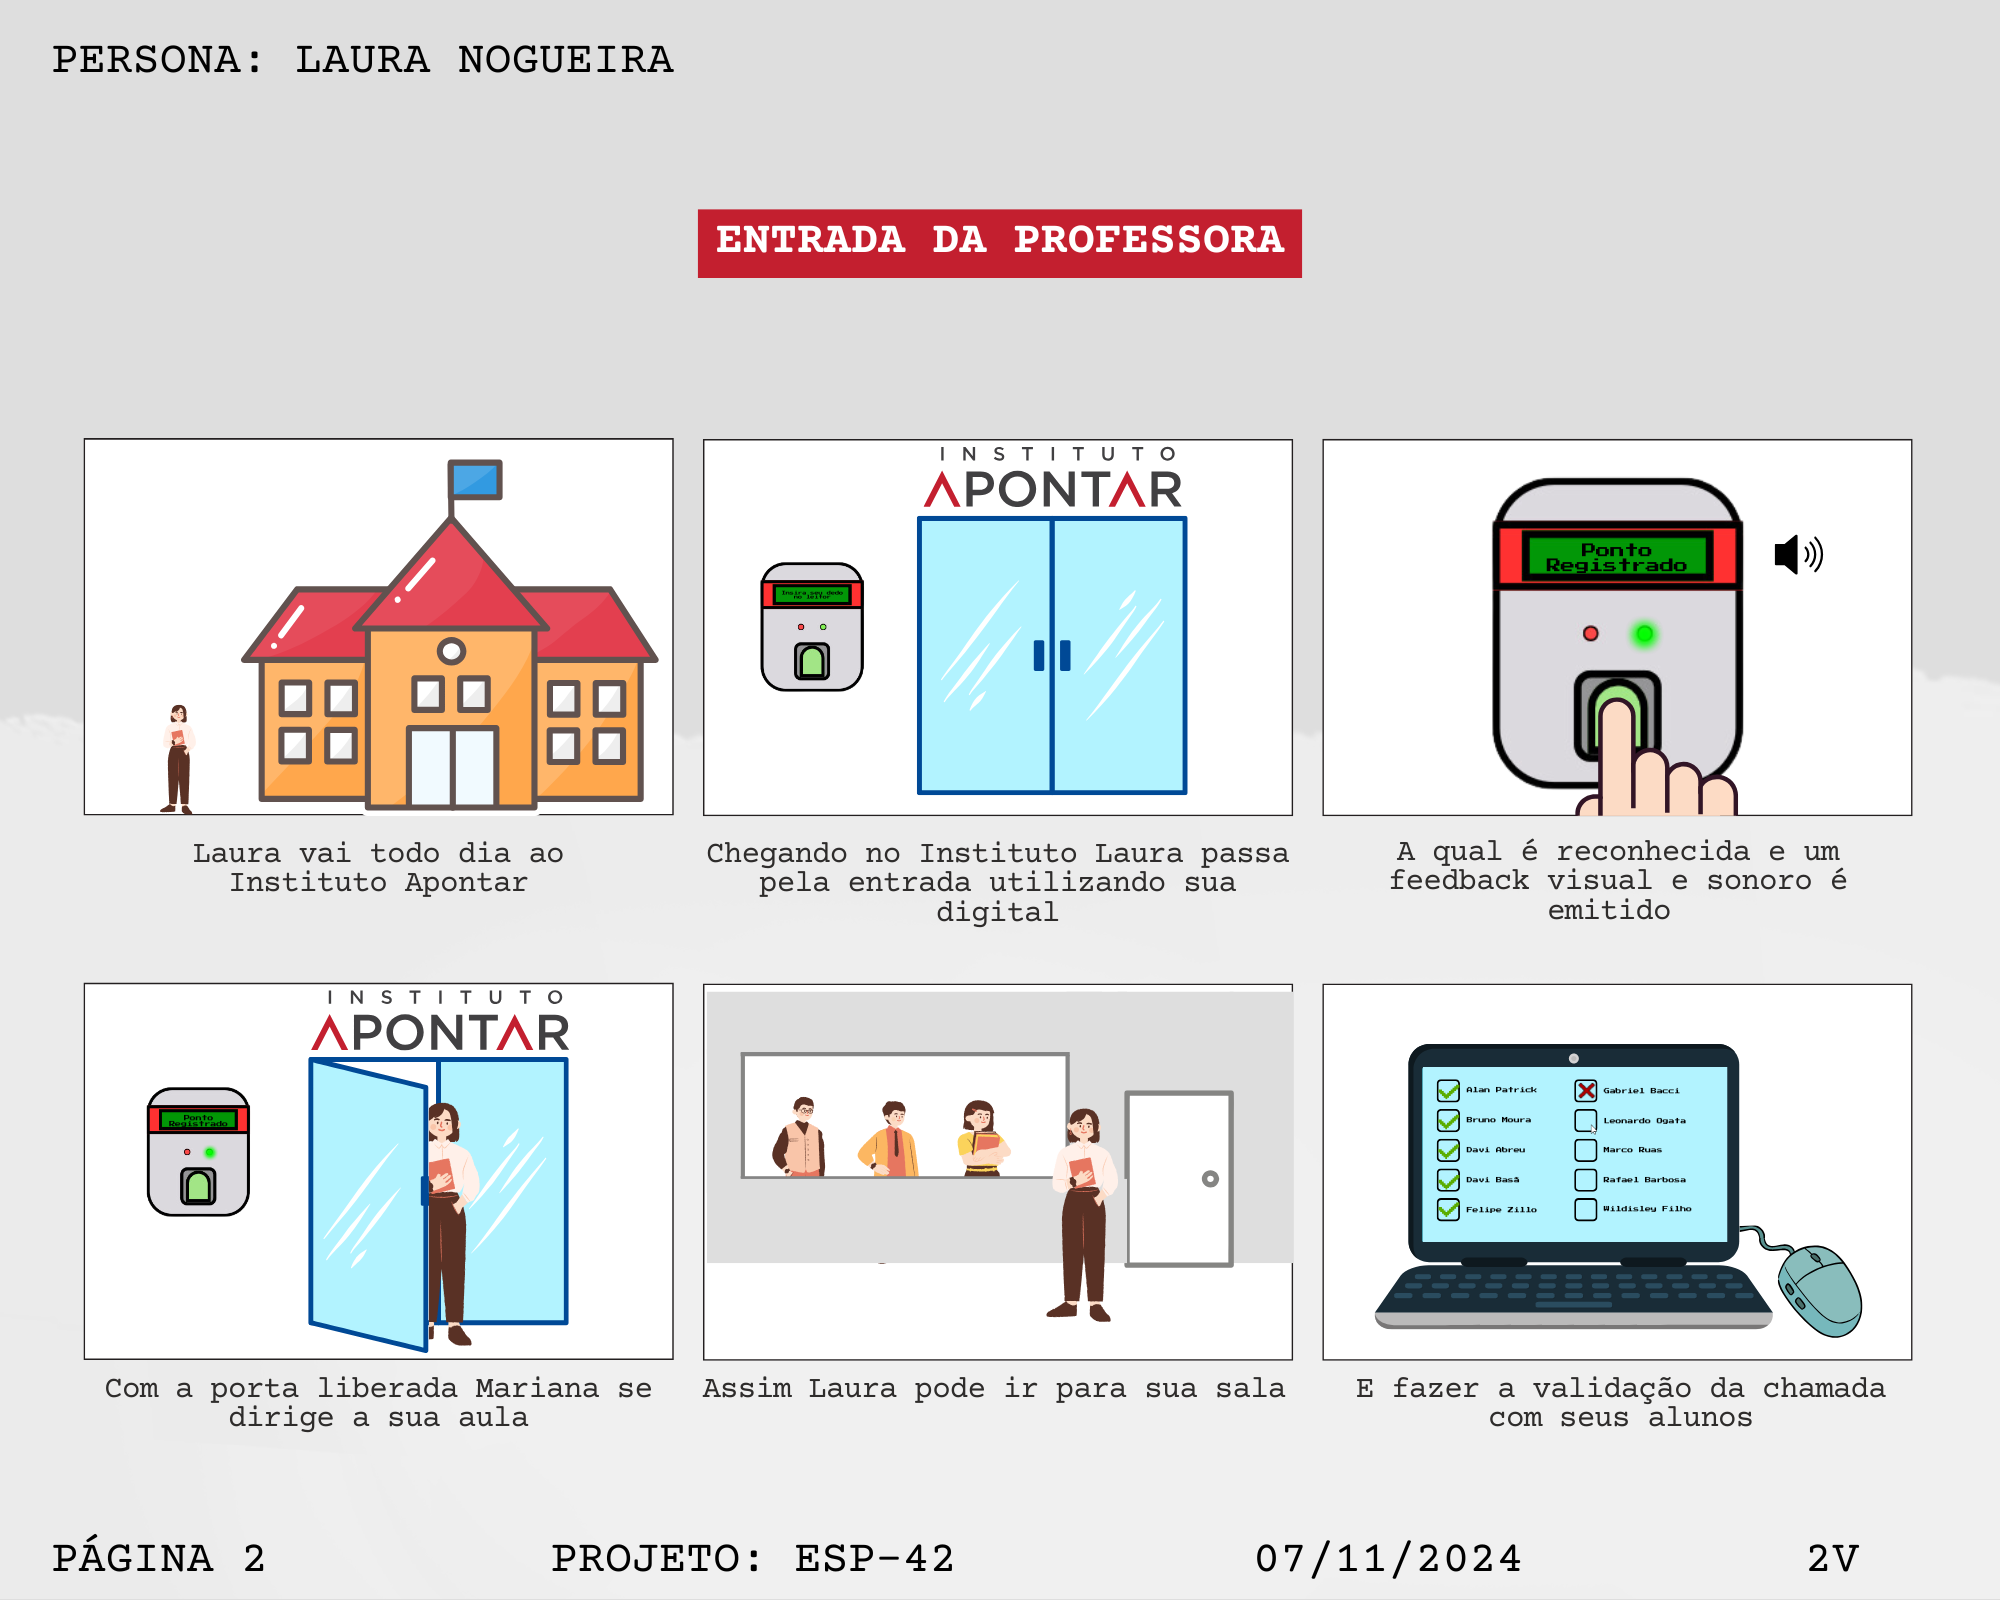 PERSONA: LAURA NOGUEIRA
ENTRADA DA PROFESSORA
INSTITUTO
APONTAR
Insira seu dedo
no leitor
Ponto
Registrado
Laura vai todo dia ao
Instituto Apontar
Chegando no Instituto Laura passa
pela entrada utilizando sua
digital
A qual é reconhecida e um
feedback visual e sonoro é
emitido
INSTITUTO
APONTAR
Ponto
Registrado
Alan Patrick
Bruno Moura
Davi Abreu
Davi Basã
Felipe Zillo
Gabriel Bacci
Leonardo Ogata
Marco Ruas
Rafael Barbosa
Wildisley Filho
Com a porta liberada Mariana se
dirige a sua aula
Assim Laura pode ir para sua sala
E fazer a validação da chamada
com seus alunos
PÁGINA 2
PROJETO: ESP-42
07/11/2024
2V